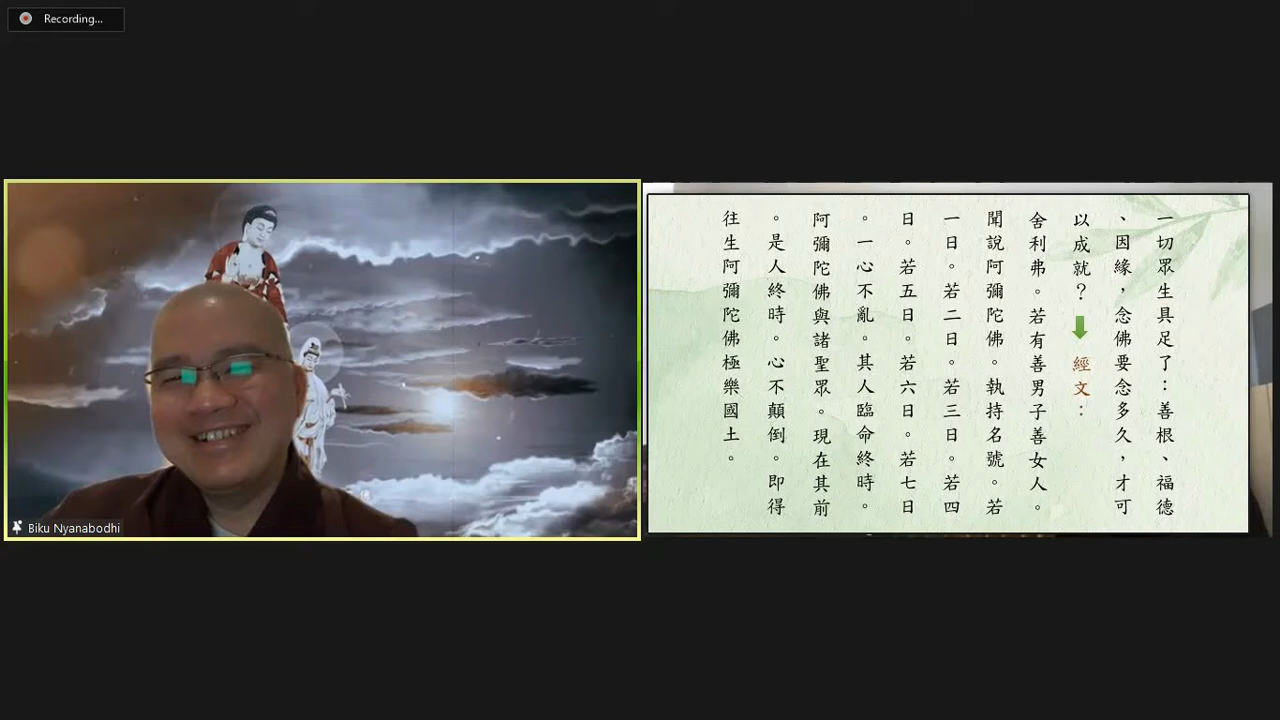 Recording...
Biku Nyanabodhi
一切眾生具足了：善根、福德
、因緣，念佛要念多久，才可
以成就？經文：
舍利弗。若有善男子善女人。
聞說阿彌陀佛。執持名號。若
一日。若二日。若三日。若四
日。若五日。若六日。若七日
。一心不亂。其人臨命終時。
阿彌陀佛與諸聖眾。現在其前
。是人終時。心不顛倒。即得
往生阿彌陀佛極樂國土。